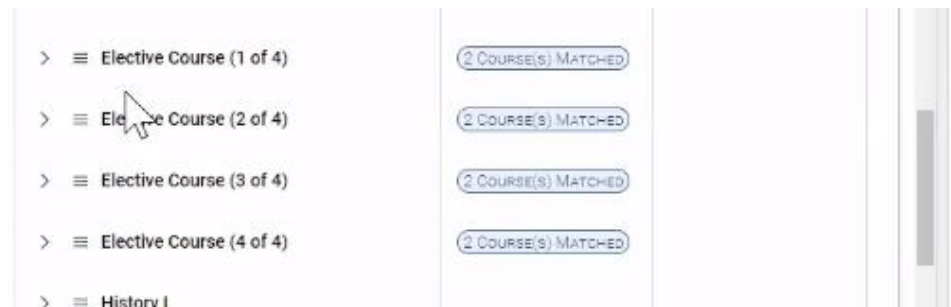 Elective Course (1 of 4) 2 Course(s) Matched
Elective Course (2 of 4) 2 Course(s) Matched
Elective Course (3 of 4) 2 Course(s) Matched
Elective Course (4 of 4) 2 Course(s) Matched
History I